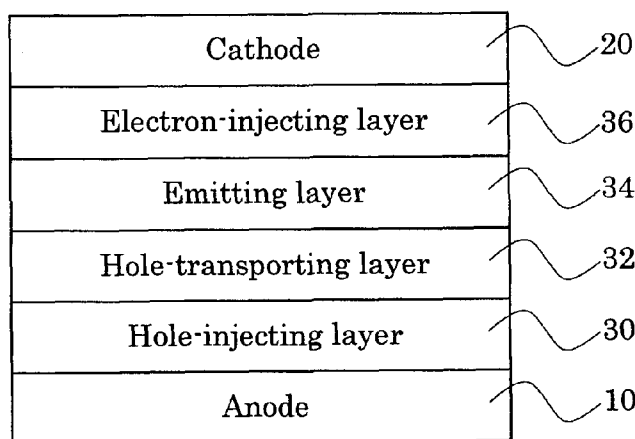 Cathode 20
Electron-injecting layer 36
Emitting layer 34
Hole-transporting layer 32
Hole-injecting layer 30
Anode 10